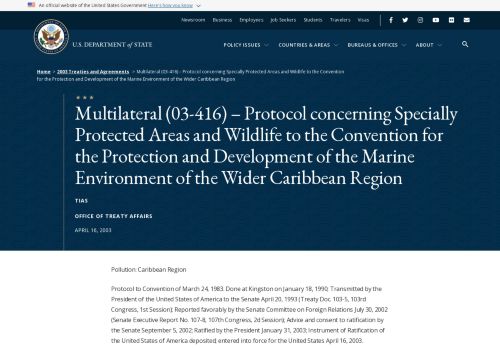 An official website of the United States Government Here's how you know
Newsroom Business Employers Job Seekers Students Travelers Visas
U.S. DEPARTMENT of STATE
POLICY ISSUES COUNTRIES & AREAS BUREAUS & OFFICES ABOUT
Home > 2003 Treaties and Agreements > Multilateral (03-416) – Protocol concerning Specially Protected Areas and Wildlife to the Convention
for the Protection and Development of the Marine Environment of the Wider Caribbean Region
Multilateral (03-416) – Protocol concerning Specially
Protected Areas and Wildlife to the Convention for
the Protection and Development of the Marine
Environment of the Wider Caribbean Region
TIAS
OFFICE OF TREATY AFFAIRS
APRIL 16, 2003
Pollution: Caribbean Region
Protocol to Convention of March 24, 1983. Done at Kingston on January 18, 1990; Transmitted by the
President of the United States of America to the Senate April 20, 1993 (Treaty Doc. 103-5, 103rd
Congress, 1st Session); Reported favorably by the Senate Committee on Foreign Relations July 30, 2002
(Senate Executive Report No. 107-8, 107th Congress, 2d Session); Advice and consent to ratification by
the Senate September 5, 2002; Ratified by the President January 31, 2003; Instrument of Ratification of
the United States of America deposited; entered into force for the United States April 16, 2003.